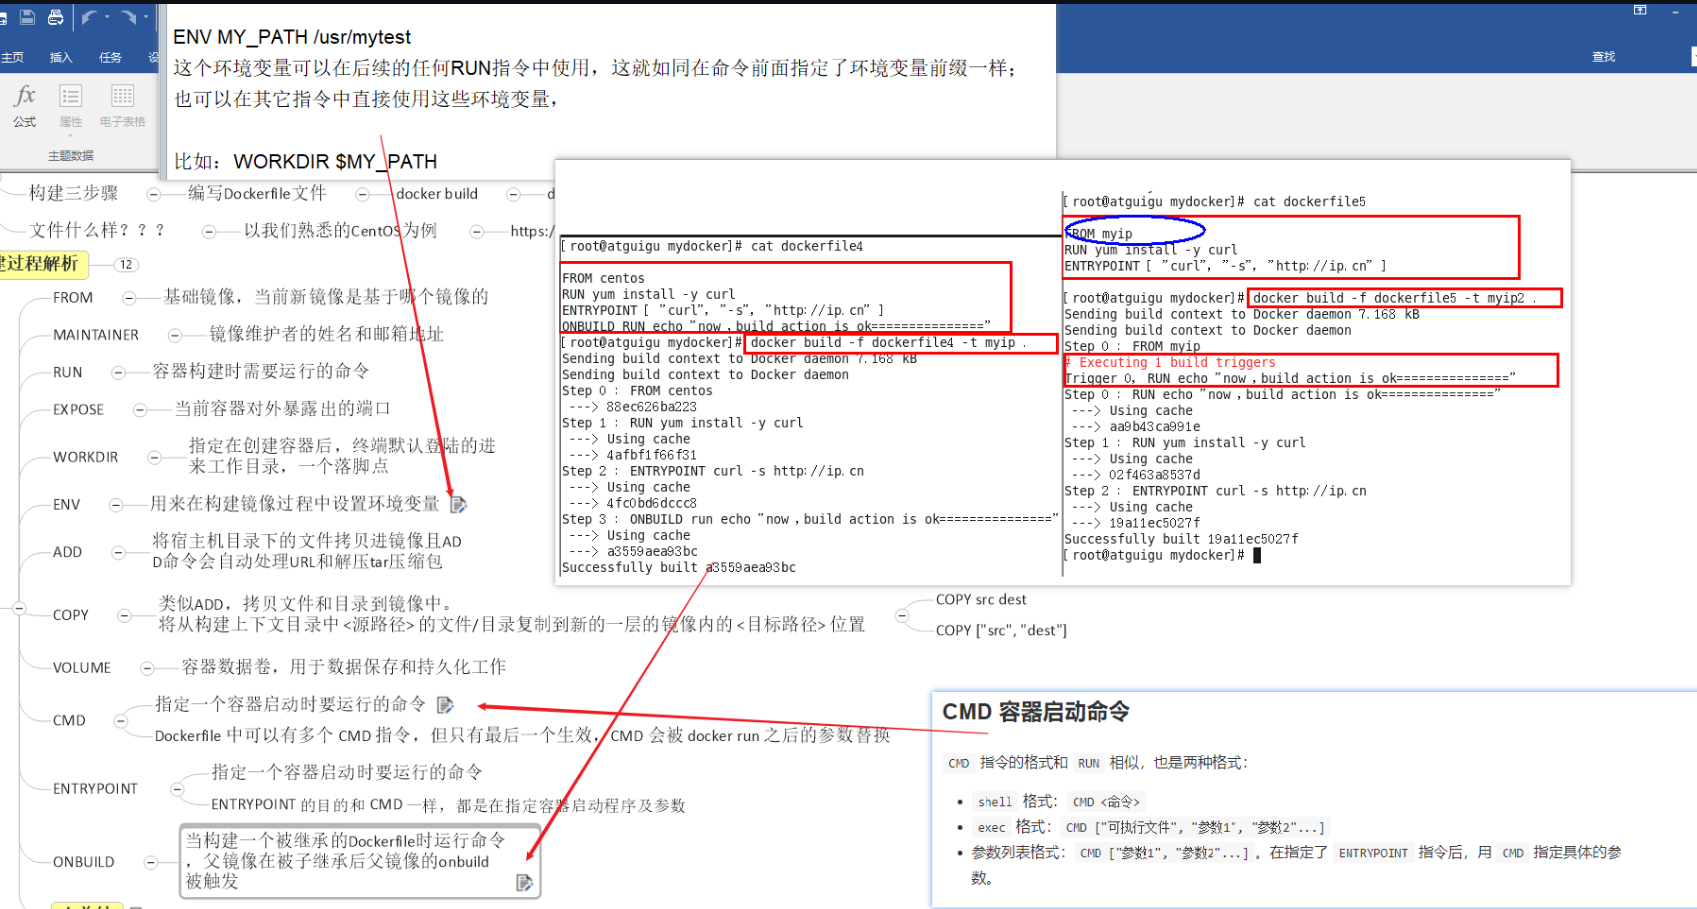 ENV MY_PATH /usr/mytest
这个环境变量可以在后续的任何RUN指令中使用，这就如同在命令前面指定了环境变量前缀一样；
也可以在其它指令中直接使用这些环境变量，
比如：WORKDIR $MY_PATH
主页
插入
任务
查找
公式
属性
电子表格
主题数据
构建三步骤
编写Dockerfile文件
docker build
文件什么样？？？
以我们熟悉的CentOS为例
https:/
建过程解析
12
FROM
基础镜像，当前新镜像是基于哪个镜像的
MAINTAINER
镜像维护者的姓名和邮箱地址
RUN
容器构建时需要运行的命令
EXPOSE
当前容器对外暴露出的端口
WORKDIR
指定在创建容器后，终端默认登陆的进
来工作目录，一个落脚点
ENV
用来在构建镜像过程中设置环境变量
ADD
将宿主机目录下的文件拷贝进镜像且AD
D命令会自动处理URL和解压tar压缩包
COPY
类似ADD，拷贝文件和目录到镜像中。
将从构建上下文目录中 <源路径> 的文件/目录复制到新的一层的镜像内的 <目标路径> 位置
COPY src dest
COPY ["src", "dest"]
VOLUME
容器数据卷，用于数据保存和持久化工作
CMD
指定一个容器启动时要运行的命令
Dockerfile 中可以有多个 CMD 指令，但只有最后一个生效，CMD 会被 docker run 之后的参数替换
ENTRYPOINT
指定一个容器启动时要运行的命令
ENTRYPOINT 的目的和 CMD 一样，都是在指定容器启动程序及参数
ONBUILD
当构建一个被继承的Dockerfile时运行命令
，父镜像在被子继承后父镜像的onbuild
被触发
[root@atguigu mydocker]# cat dockerfile4
FROM centos
RUN yum install -y curl
ENTRYPOINT [ "curl", "-s", "http://ip.cn" ]
ONBUILD RUN echo "now ,build action is ok==============="
[root@atguigu mydocker]# docker build -f dockerfile4 -t myip .
Sending build context to Docker daemon 7.168 kB
Sending build context to Docker daemon
Step 0 : FROM centos
---> 88ec626ba223
Step 1 : RUN yum install -y curl
---> Using cache
---> 4afbf1f66f31
Step 2 : ENTRYPOINT curl -s http://ip.cn
---> Using cache
---> 4fc0bd6dccc8
Step 3 : ONBUILD run echo "now ,build action is ok==============="
---> Using cache
---> a3559aea93bc
Successfully built a3559aea93bc
[root@atguigu mydocker]# cat dockerfile5
FROM myip
RUN yum install -y curl
ENTRYPOINT [ "curl", "-s", "http://ip.cn" ]
[root@atguigu mydocker]# docker build -f dockerfile5 -t myip2 .
Sending build context to Docker daemon 7.168 kB
Sending build context to Docker daemon
Step 0 : FROM myip
# Executing 1 build triggers
Trigger 0, RUN echo "now ,build action is ok==============="
Step 0 : RUN echo "now ,build action is ok==============="
---> Using cache
---> aa9b43ca991e
Step 1 : RUN yum install -y curl
---> Using cache
---> 02f463a8537d
Step 2 : ENTRYPOINT curl -s http://ip.cn
---> Using cache
---> 19a11ec5027f
Successfully built 19a11ec5027f
[root@atguigu mydocker]#
CMD 容器启动命令
CMD 指令的格式和 RUN 相似，也是两种格式：
• shell 格式： CMD <命令>
• exec 格式： CMD ["可执行文件", "参数1", "参数2"...]
• 参数列表格式： CMD ["参数1", "参数2"...] 。在指定了 ENTRYPOINT 指令后，用 CMD 指定具体的参
数。